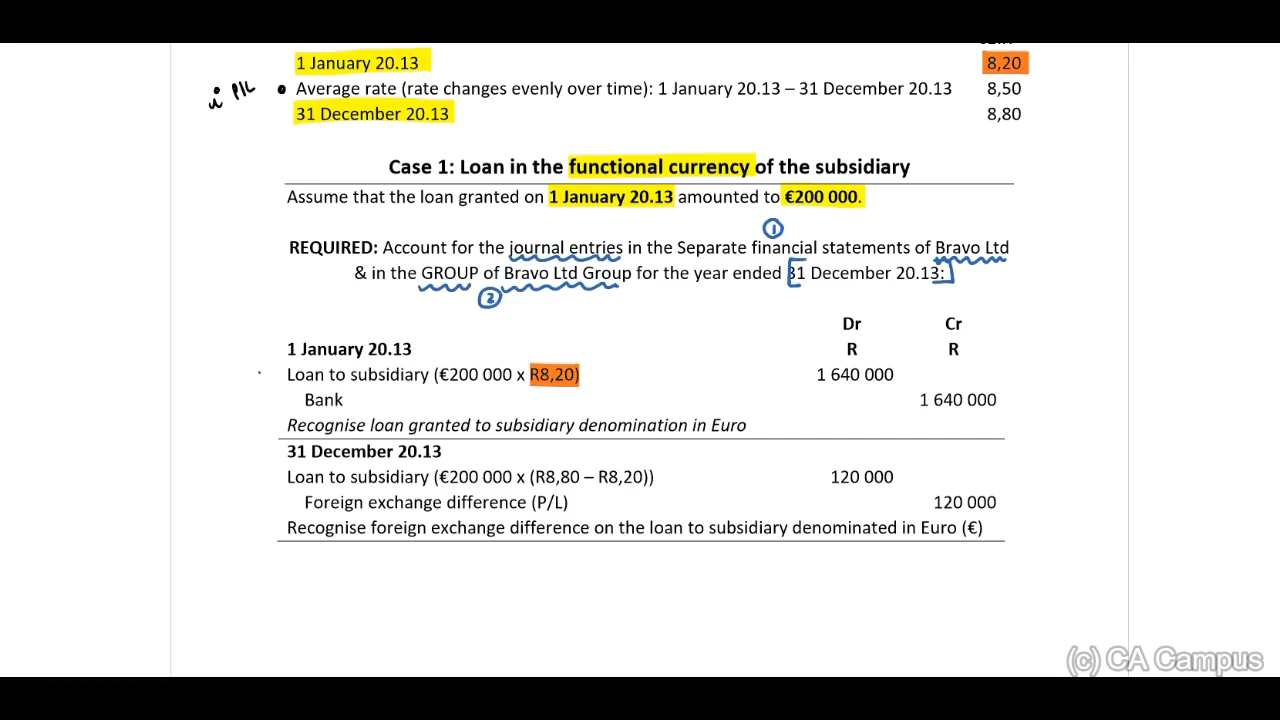 1 January 20.13 8,20
i P/L • Average rate (rate changes evenly over time): 1 January 20.13 – 31 December 20.13 8,50
31 December 20.13 8,80
Case 1: Loan in the functional currency of the subsidiary
Assume that the loan granted on 1 January 20.13 amounted to €200 000.
1
REQUIRED: Account for the journal entries in the Separate financial statements of Bravo Ltd
& in the GROUP of Bravo Ltd Group for the year ended 31 December 20.13:
2
Dr Cr
1 January 20.13 R R
Loan to subsidiary (€200 000 x R8,20) 1 640 000
Bank 1 640 000
Recognise loan granted to subsidiary denomination in Euro
31 December 20.13
Loan to subsidiary (€200 000 x (R8,80 – R8,20)) 120 000
Foreign exchange difference (P/L) 120 000
Recognise foreign exchange difference on the loan to subsidiary denominated in Euro (€)
(c) CA Campus